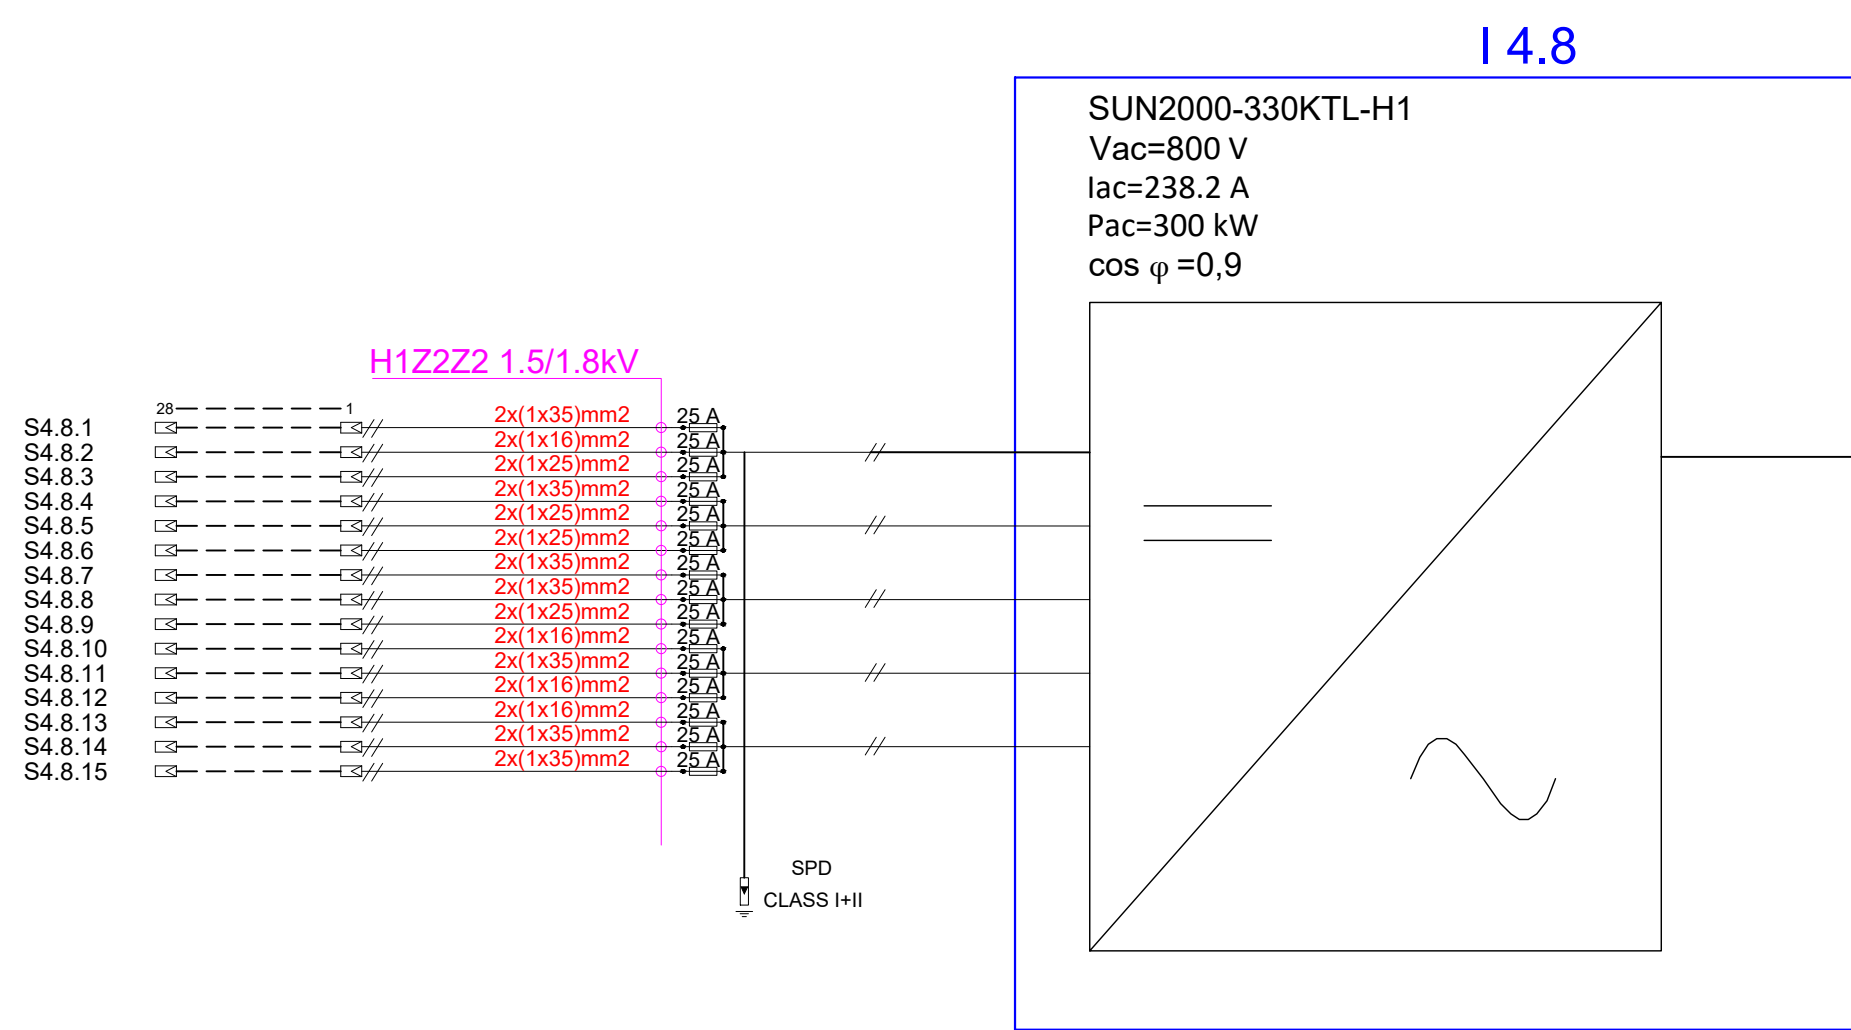 I 4.8
SUN2000-330KTL-H1
Vac=800 V
Iac=238.2 A
Pac=300 kW
cos φ =0,9
H1Z2Z2 1.5/1.8kV
28 1
S4.8.1 2x(1x35)mm2 25 A
S4.8.2 2x(1x16)mm2 25 A
S4.8.3 2x(1x25)mm2 25 A
S4.8.4 2x(1x35)mm2 25 A
S4.8.5 2x(1x25)mm2 25 A
S4.8.6 2x(1x25)mm2 25 A
S4.8.7 2x(1x35)mm2 25 A
S4.8.8 2x(1x35)mm2 25 A
S4.8.9 2x(1x25)mm2 25 A
S4.8.10 2x(1x16)mm2 25 A
S4.8.11 2x(1x35)mm2 25 A
S4.8.12 2x(1x16)mm2 25 A
S4.8.13 2x(1x16)mm2 25 A
S4.8.14 2x(1x35)mm2 25 A
S4.8.15 2x(1x35)mm2 25 A
SPD
CLASS I+II